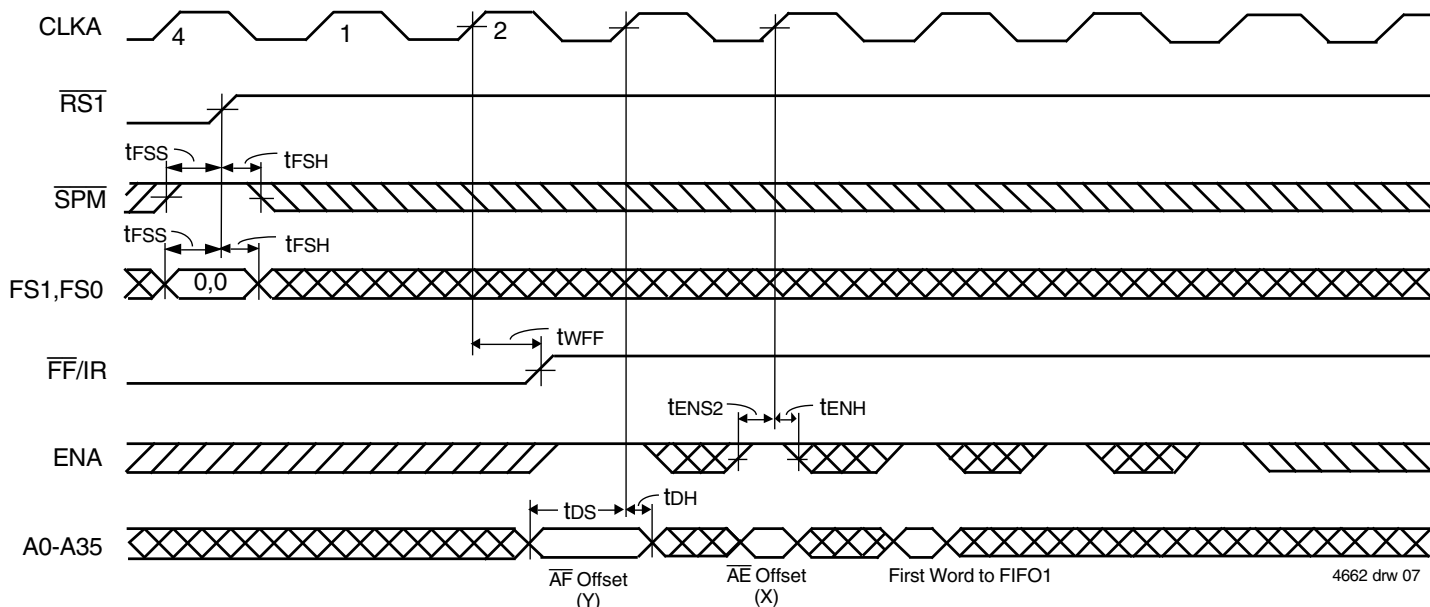 CLKA
4
1
2
RS1
tFSS
tFSH
SPM
tFSS
tFSH
FS1,FS0
0,0
tWFF
FF/IR
tENS2
tENH
ENA
tDS
tDH
A0-A35
AF Offset
(Y)
AE Offset
(X)
First Word to FIFO1
4662 drw 07